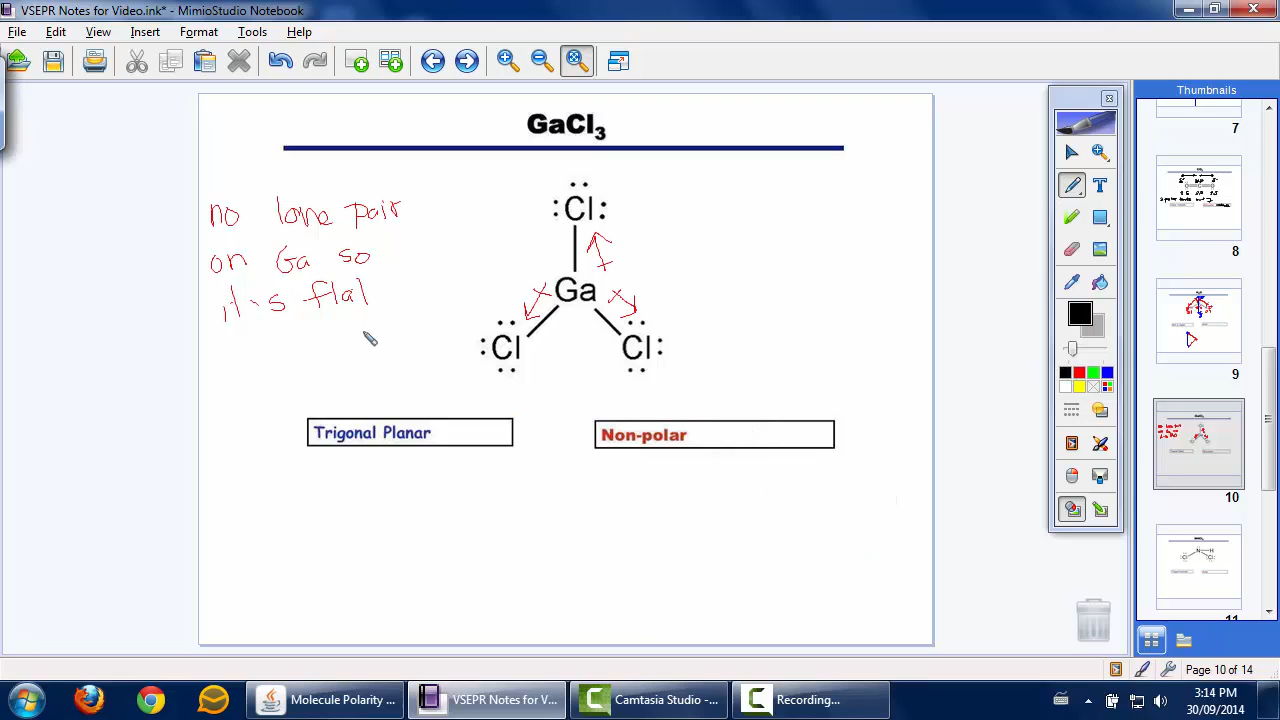 VSEPR Notes for Video.ink* - MimioStudio Notebook
File Edit View Insert Format Tools Help
Thumbnails
GaCl3
no lone pair
on Ga so
it is flat
:Cl:
Ga
:Cl Cl:
Trigonal Planar
Non-polar
7
8
9
10
11
Page 10 of 14
Molecule Polarity
VSEPR Notes for V...
Camtasia Studio -...
Recording...
3:14 PM
30/09/2014